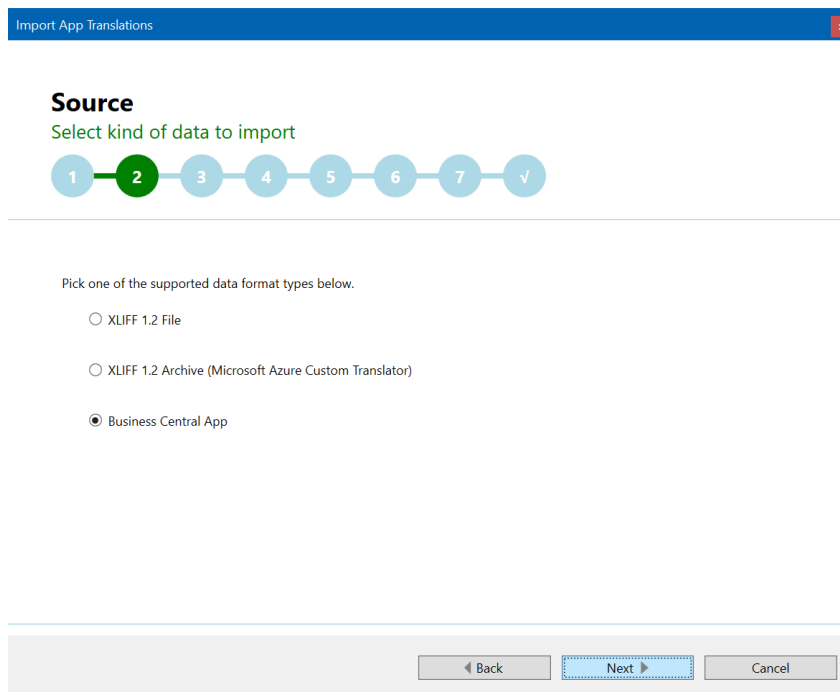 Import App Translations
Source
Select kind of data to import
1 2 3 4 5 6 7 √
Pick one of the supported data format types below.
XLIFF 1.2 File
XLIFF 1.2 Archive (Microsoft Azure Custom Translator)
Business Central App
Back Next Cancel